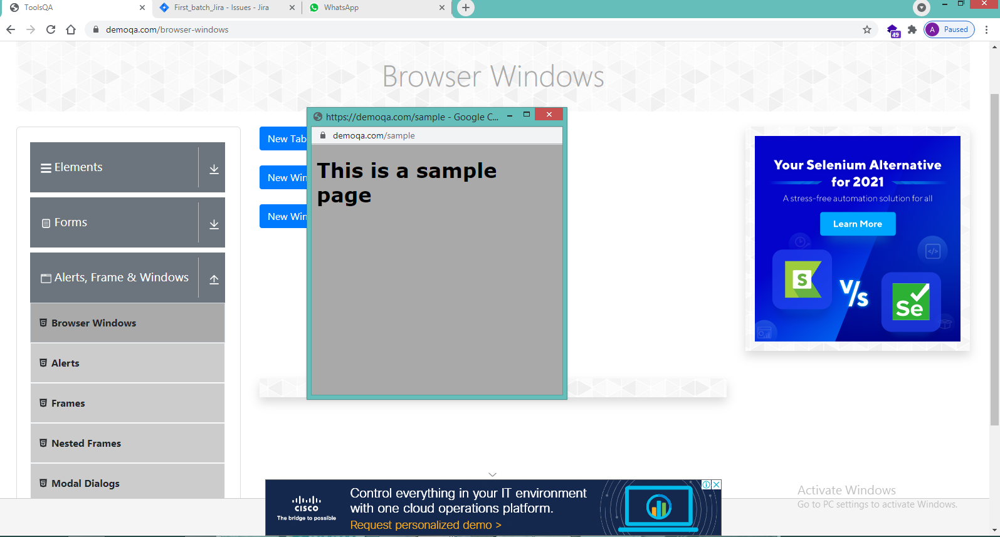 ToolsQA
First_batch_Jira - Issues - Jira
WhatsApp
demoqa.com/browser-windows
49
A
Paused
Browser Windows
https://demoqa.com/sample - Google C...
demoqa.com/sample
This is a sample
page
New Tab
New Win
New Win
Elements
Forms
Alerts, Frame & Windows
Browser Windows
Alerts
Frames
Nested Frames
Modal Dialogs
Your Selenium Alternative
for 2021
A stress-free automation solution for all
Learn More
S
V/s
Se
CISCO
The bridge to possible
Control everything in your IT environment
with one cloud operations platform.
Request personalized demo >
Activate Windows
Go to PC settings to activate Windows.